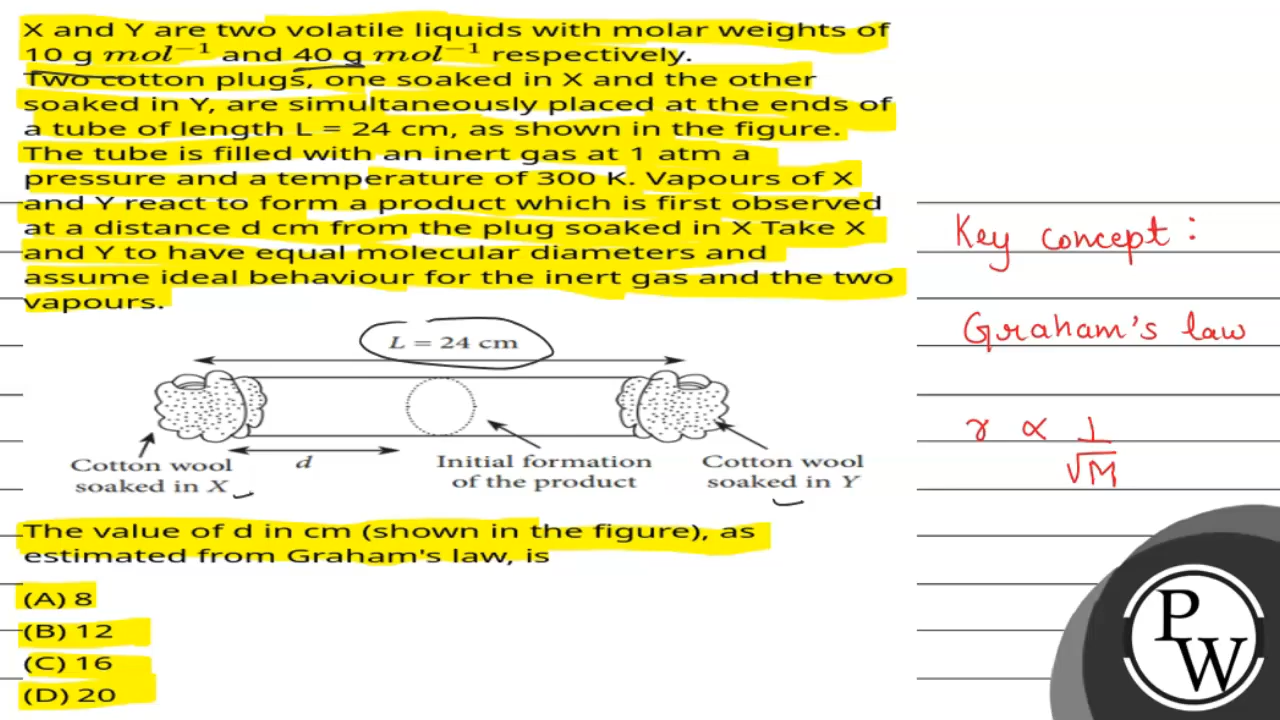 X and Y are two volatile liquids with molar weights of
10 g mol⁻¹ and 40 g mol⁻¹ respectively.
Two cotton plugs, one soaked in X and the other
soaked in Y, are simultaneously placed at the ends of
a tube of length L = 24 cm, as shown in the figure.
The tube is filled with an inert gas at 1 atm a
pressure and a temperature of 300 K. Vapours of X
and Y react to form a product which is first observed
at a distance d cm from the plug soaked in X Take X
and Y to have equal molecular diameters and
assume ideal behaviour for the inert gas and the two
vapours.
L = 24 cm
d
Cotton wool
soaked in X
Initial formation
of the product
Cotton wool
soaked in Y
The value of d in cm (shown in the figure), as
estimated from Graham's law, is
(A) 8
(B) 12
(C) 16
(D) 20
Key concept :
Graham's law
r ∝ 1/√M
P
W